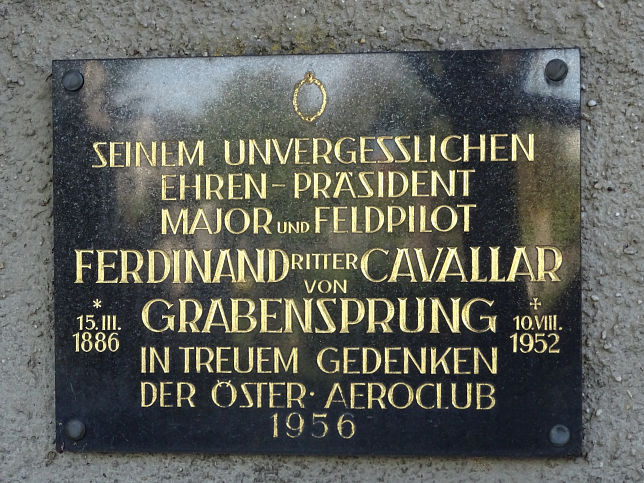 SEINEM UNVERGESSLICHEN
EHREN-PRÄSIDENT
MAJOR UND FELDPILOT
FERDINAND RITTER CAVALLAR
VON
* 15.III. 1886 GRABENSPRUNG + 10.VIII. 1952
IN TREUEM GEDENKEN
DER ÖSTER· AEROCLUB
1956